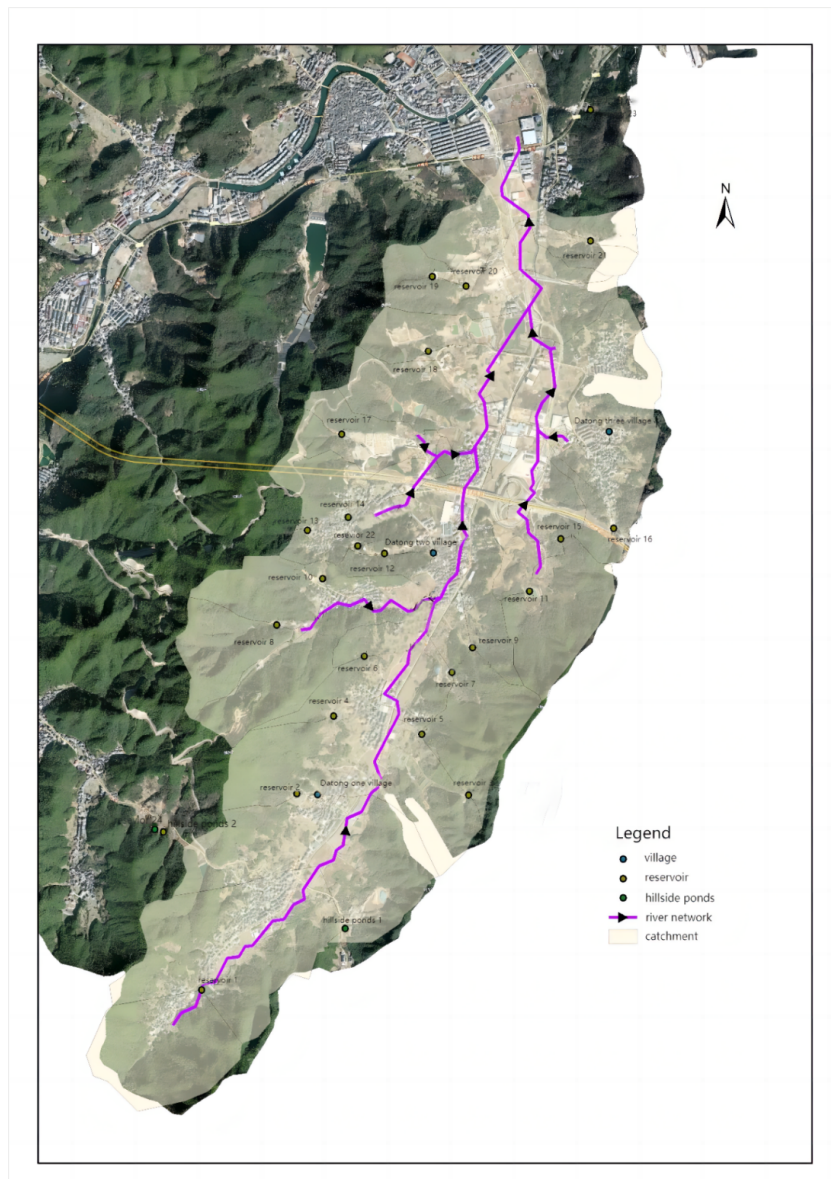 N
reservoir 21
reservoir 20
reservoir 19
reservoir 18
reservoir 17
Datong three village
reservoir 14
reservoir 13
reservoir 22
Datong two village
reservoir 12
reservoir 15
reservoir 16
reservoir 10
reservoir 11
reservoir 8
reservoir 9
reservoir 6
reservoir 7
reservoir 4
reservoir 5
reservoir 2
Datong one village
reservoir
hillside ponds 2
hillside ponds 1
reservoir 1
Legend
village
reservoir
hillside ponds
river network
catchment